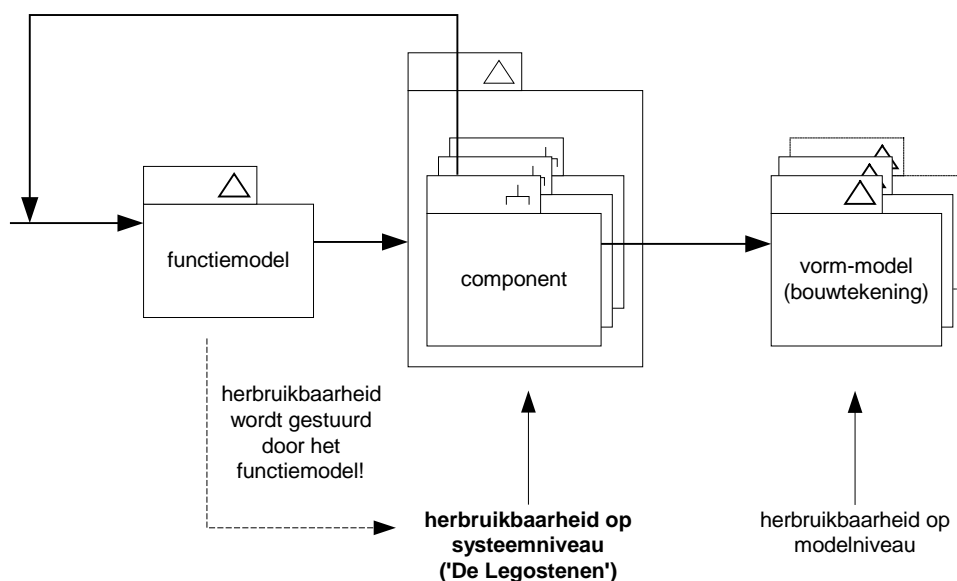 functiemodel
component
vorm-model
(bouwtekening)
herbruikbaarheid
wordt gestuurd
door het
functiemodel!
herbruikbaarheid op
systeemniveau
('De Legostenen')
herbruikbaarheid op
modelniveau